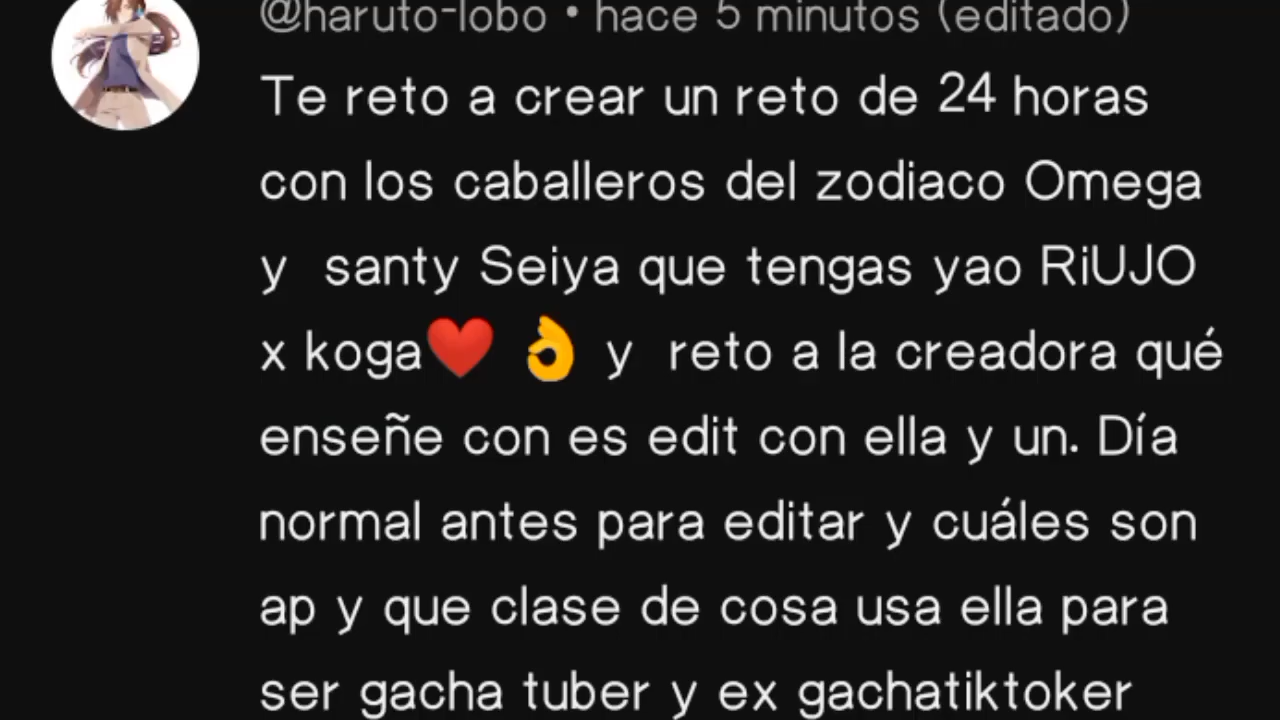 @haruto-lobo • hace 5 minutos (editado)
Te reto a crear un reto de 24 horas
con los caballeros del zodiaco Omega
y santy Seiya que tengas yao RiUJO
x koga❤️👌 y reto a la creadora qué
enseñe con es edit con ella y un. Día
normal antes para editar y cuáles son
ap y que clase de cosa usa ella para
ser gacha tuber y ex gachatiktoker